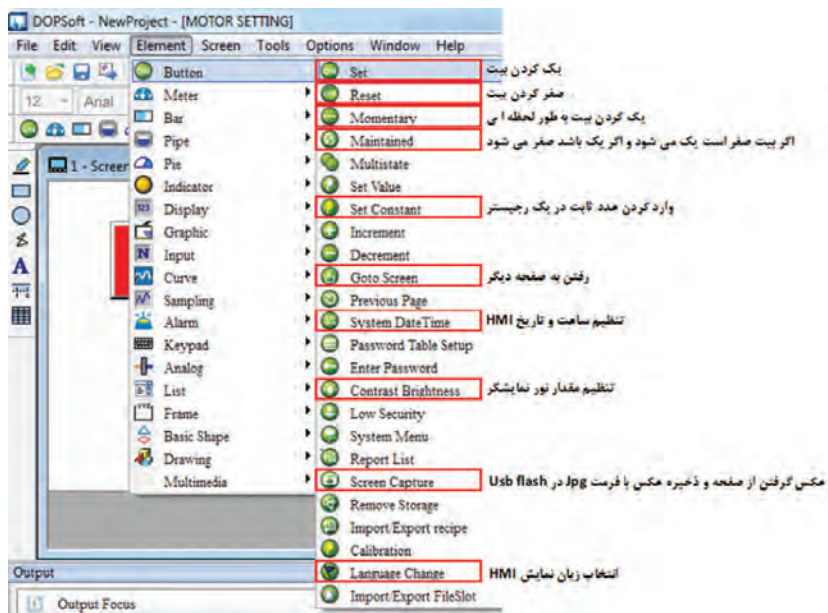 DOPSoft - NewProject - [MOTOR SETTING]
File Edit View Element Screen Tools Options Window Help
12 Arial
1 - Screen
Button
Meter
Bar
Pipe
Pie
Indicator
Display
Graphic
Input
Curve
Sampling
Alarm
Keypad
Analog
List
Frame
Basic Shape
Drawing
Multimedia
Set یک کردن بیت
Reset صفر کردن بیت
Momentary یک کردن بیت به طور لحظه ا ی
Maintained اگر بیت صفر است یک می شود و اگر یک باشد صفر می شود
Multistate
Set Value
Set Constant وارد کردن عدد ثابت در یک رجیستر
Increment
Decrement
Goto Screen رفتن به صفحه دیگر
Previous Page
System DateTime تنظیم ساعت و تاریخ HMI
Password Table Setup
Enter Password
Contrast Brightness تنظیم مقدار نور نمایشگر
Low Security
System Menu
Report List
Screen Capture عکس گرفتن از صفحه و ذخیره عکس با فرمت Jpg در Usb flash
Remove Storage
Import/Export recipe
Calibration
Language Change انتخاب زبان نمایش HMI
Import/Export FileSlot
Output
Output Focus